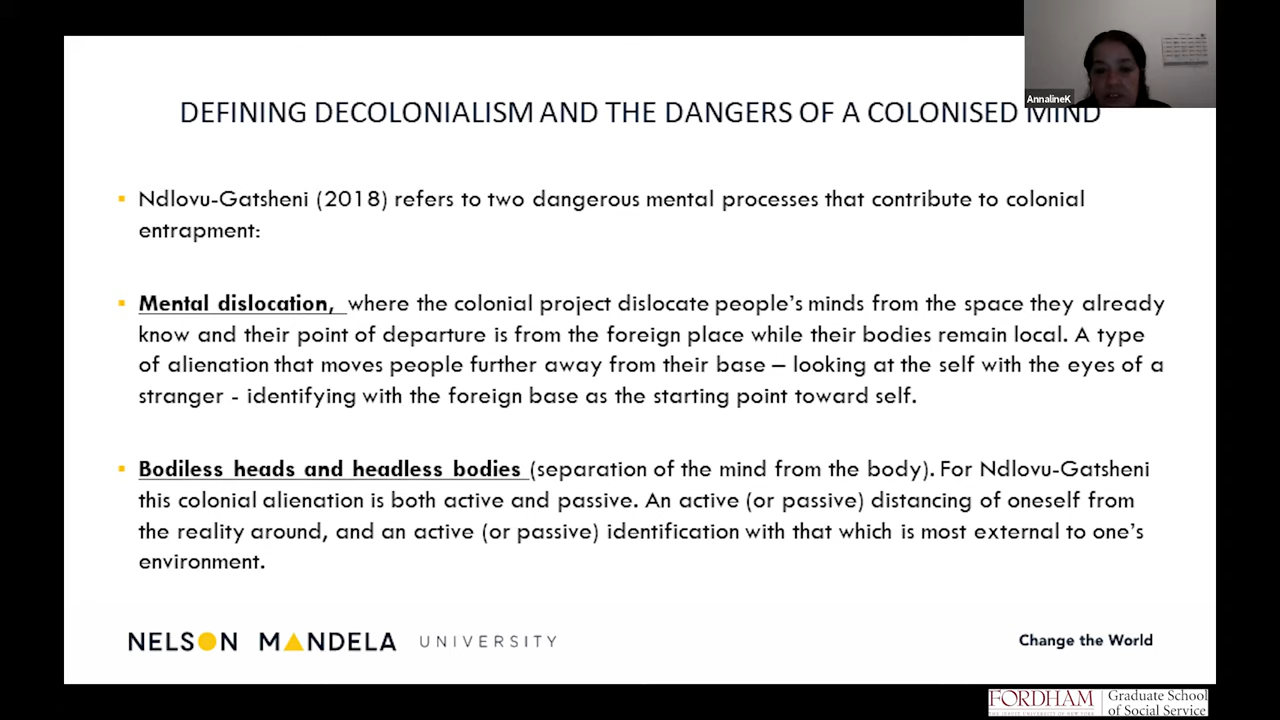 AnnalineK
DEFINING DECOLONIALISM AND THE DANGERS OF A COLONISED MIND
▪ Ndlovu-Gatsheni (2018) refers to two dangerous mental processes that contribute to colonial
entrapment:
▪ Mental dislocation, where the colonial project dislocate people’s minds from the space they already
know and their point of departure is from the foreign place while their bodies remain local. A type
of alienation that moves people further away from their base – looking at the self with the eyes of a
stranger - identifying with the foreign base as the starting point toward self.
▪ Bodiless heads and headless bodies (separation of the mind from the body). For Ndlovu-Gatsheni
this colonial alienation is both active and passive. An active (or passive) distancing of oneself from
the reality around, and an active (or passive) identification with that which is most external to one’s
environment.
NELSON MANDELA UNIVERSITY
Change the World
FORDHAM
Graduate School
of Social Service